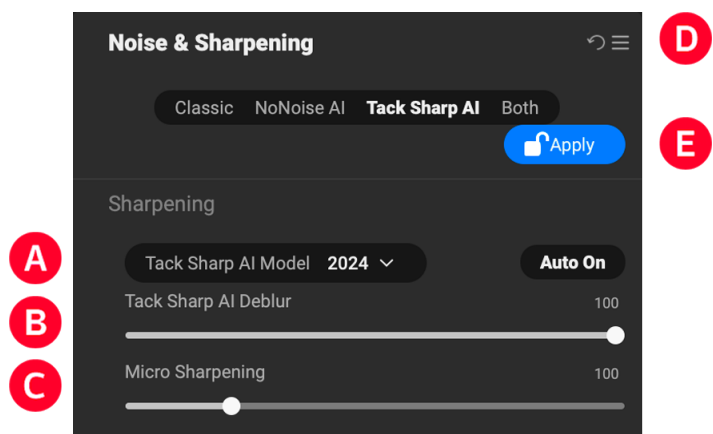 Noise & Sharpening
D
Classic NoNoise AI Tack Sharp AI Both
Apply
E
Sharpening
A
Tack Sharp AI Model 2024
Auto On
B
Tack Sharp AI Deblur 100
C
Micro Sharpening 100